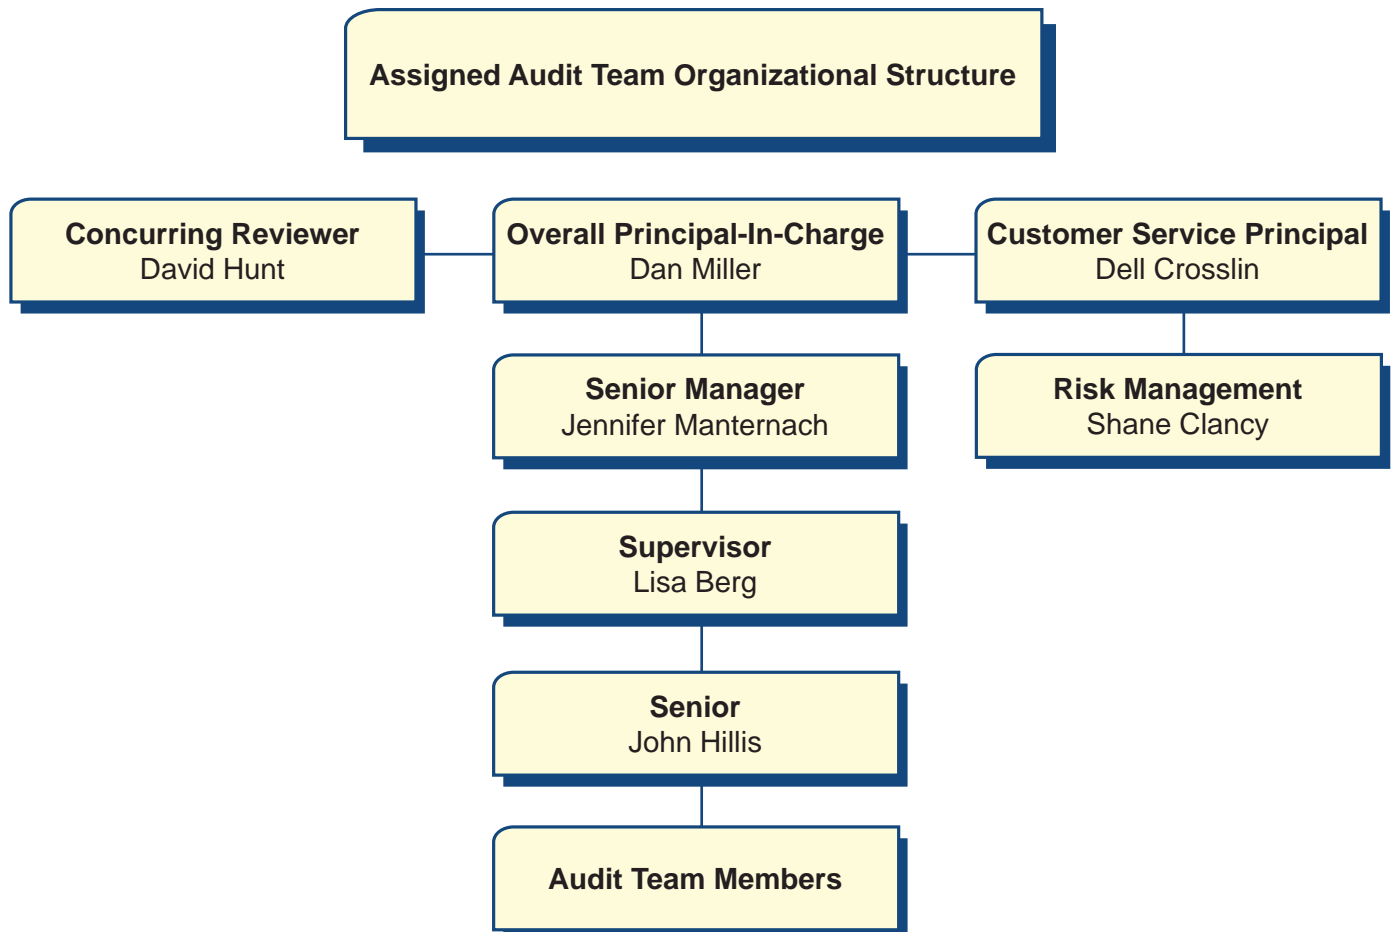 Assigned Audit Team Organizational Structure
Concurring Reviewer
David Hunt
Overall Principal-In-Charge
Dan Miller
Customer Service Principal
Dell Crosslin
Senior Manager
Jennifer Manternach
Risk Management
Shane Clancy
Supervisor
Lisa Berg
Senior
John Hillis
Audit Team Members